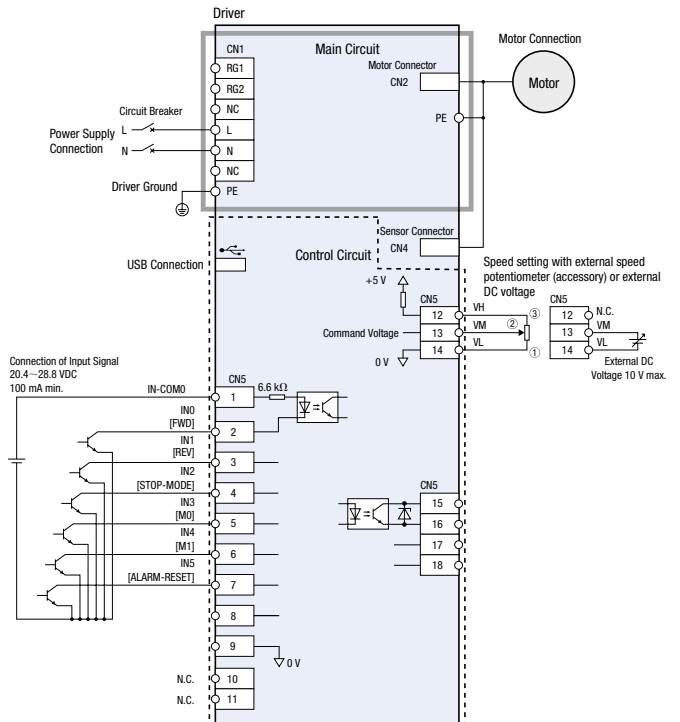 Driver
CN1
Main Circuit
Motor Connection
RG1
Motor Connector
RG2
CN2
Motor
NC
Circuit Breaker
PE
Power Supply
Connection
L
L
N
N
NC
Driver Ground
PE
Sensor Connector
CN4
Control Circuit
USB Connection
Speed setting with external speed
potentiometer (accessory) or external
DC voltage
+5 V
CN5
CN5
12
VH
③
12
N.C.
Command Voltage
13
VM
②
13
VM
0 V
14
VL
①
14
VL
External DC
Voltage 10 V max.
Connection of Input Signal
20.4~28.8 VDC
100 mA min.
CN5
IN-COM0
1
6.6 kΩ
IN0
[FWD]
2
IN1
[REV]
3
IN2
[STOP-MODE]
4
IN3
[M0]
5
IN4
[M1]
6
IN5
[ALARM-RESET]
7
8
9
0 V
N.C.
10
N.C.
11
CN5
15
16
17
18